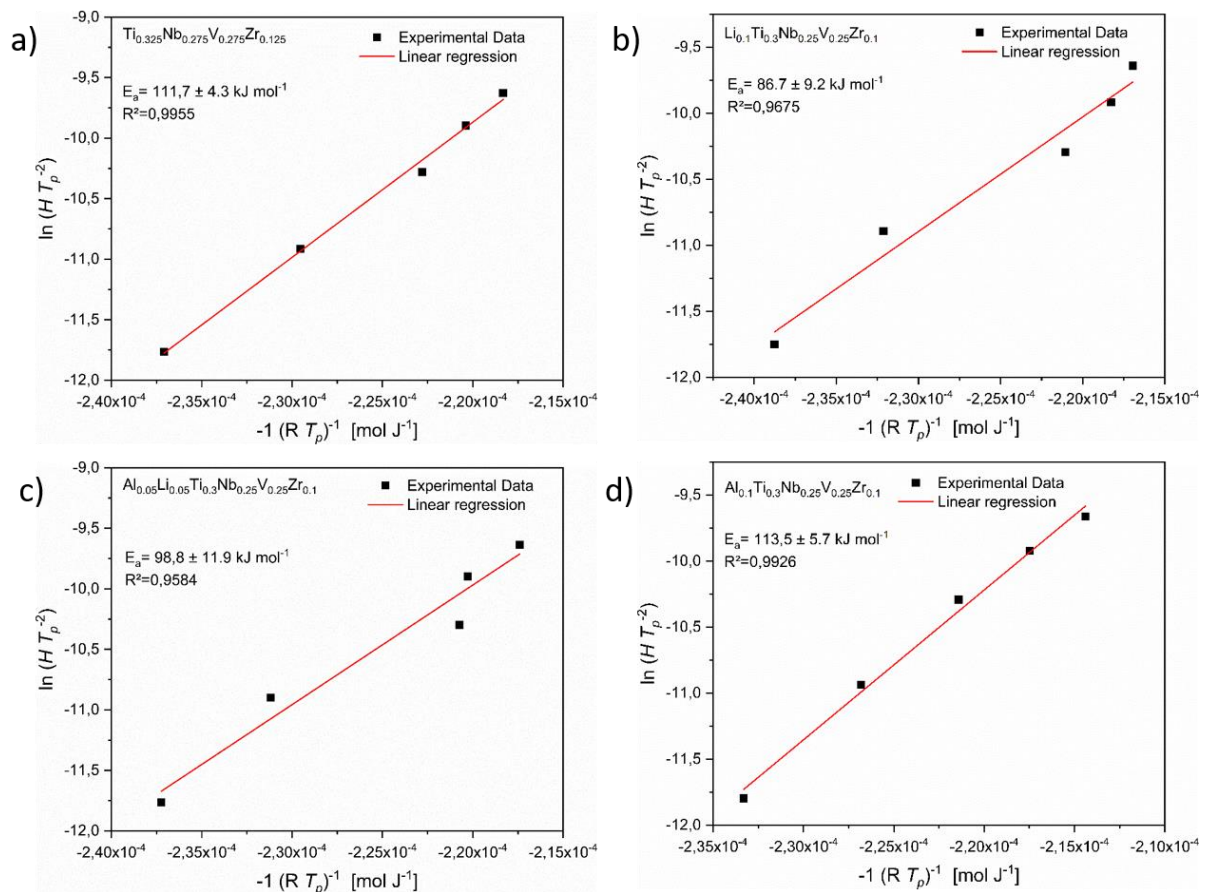 a)
Ti0.325Nb0.275V0.275Zr0.125
Experimental Data
Linear regression
Ea= 111,7 ± 4.3 kJ mol-1
R²=0,9955
ln (H Tp-2)
-9,0
-9,5
-10,0
-10,5
-11,0
-11,5
-12,0
-2,40x10-4
-2,35x10-4
-2,30x10-4
-2,25x10-4
-2,20x10-4
-2,15x10-4
-1 (R Tp)-1 [mol J-1]
b)
Li0.1Ti0.3Nb0.25V0.25Zr0.1
Experimental Data
Linear regression
Ea= 86.7 ± 9.2 kJ mol-1
R²=0,9675
ln (H Tp-2)
-9,5
-10,0
-10,5
-11,0
-11,5
-12,0
-2,40x10-4
-2,35x10-4
-2,30x10-4
-2,25x10-4
-2,20x10-4
-2,15x10-4
-1 (R Tp)-1 [mol J-1]
c)
Al0.05Li0.05Ti0.3Nb0.25V0.25Zr0.1
Experimental Data
Linear regression
Ea= 98,8 ± 11.9 kJ mol-1
R²=0,9584
ln (H Tp-2)
-9,0
-9,5
-10,0
-10,5
-11,0
-11,5
-12,0
-2,40x10-4
-2,35x10-4
-2,30x10-4
-2,25x10-4
-2,20x10-4
-2,15x10-4
-1 (R Tp)-1 [mol J-1]
d)
Al0.1Ti0.3Nb0.25V0.25Zr0.1
Experimental Data
Linear regression
Ea= 113,5 ± 5.7 kJ mol-1
R²=0,9926
ln (H Tp-2)
-9,5
-10,0
-10,5
-11,0
-11,5
-12,0
-2,35x10-4
-2,30x10-4
-2,25x10-4
-2,20x10-4
-2,15x10-4
-2,10x10-4
-1 (R Tp)-1 [mol J-1]